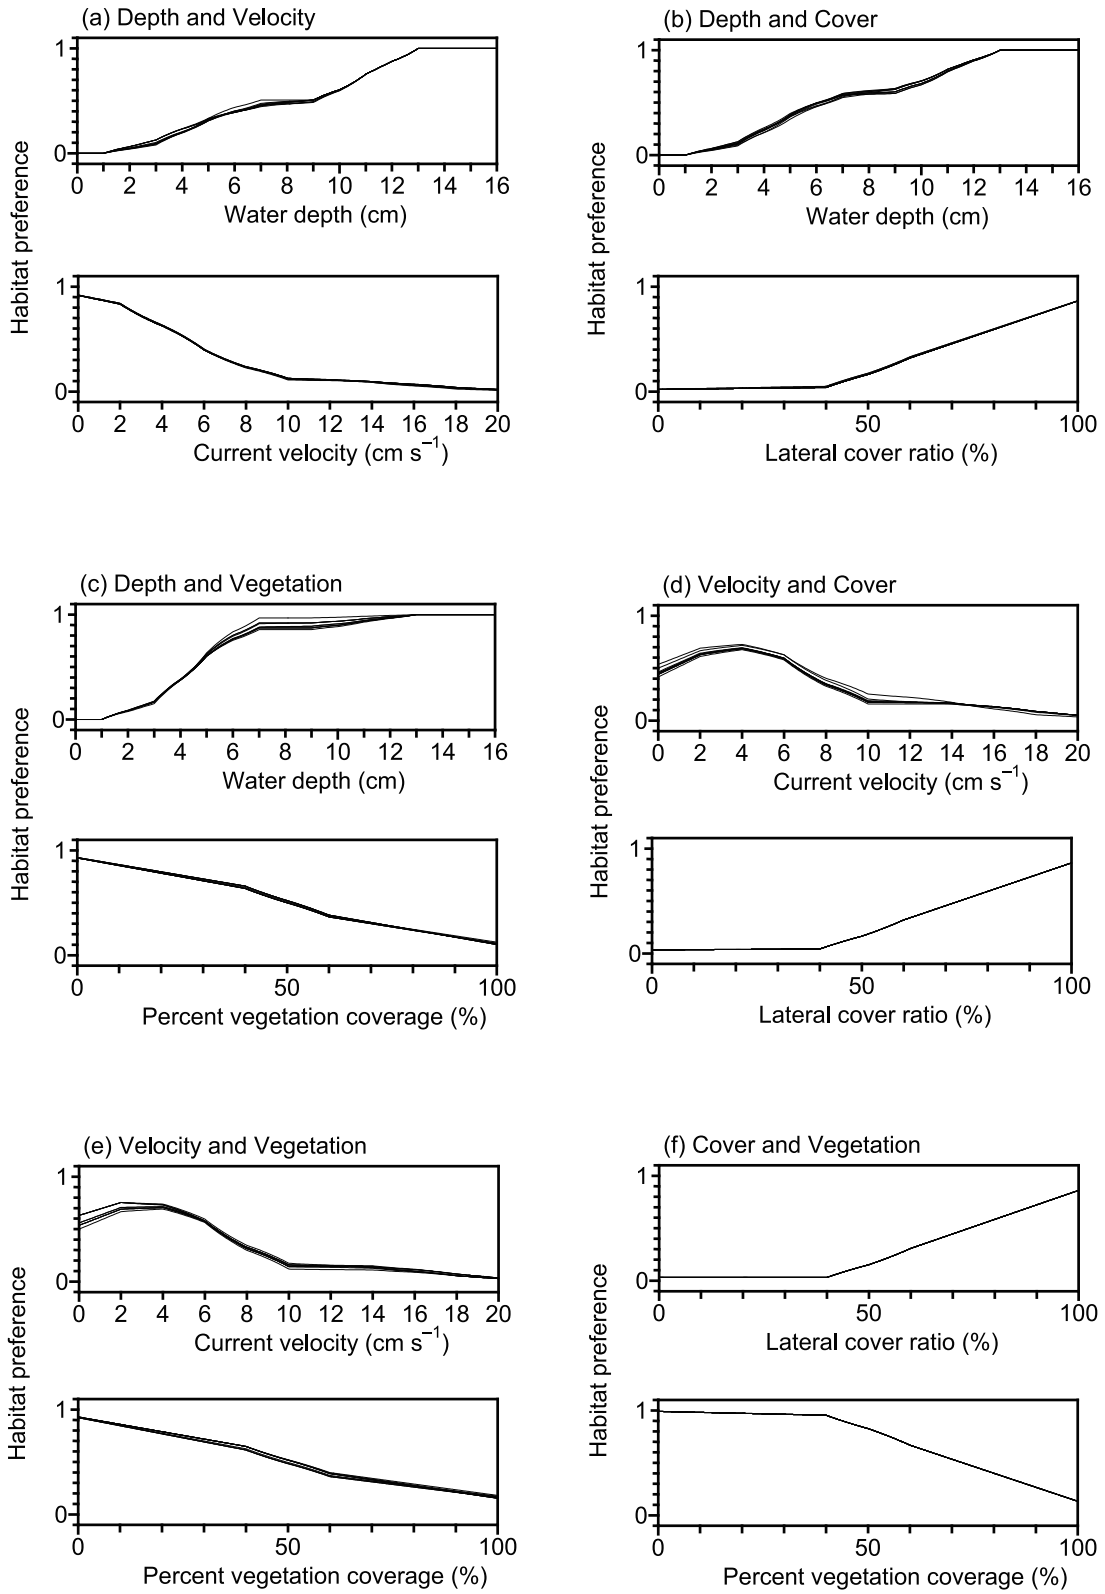 (a) Depth and Velocity
1
0
0 2 4 6 8 10 12 14 16
Water depth (cm)
Habitat preference
1
0
0 2 4 6 8 10 12 14 16 18 20
Current velocity (cm s⁻¹)
(b) Depth and Cover
1
0
0 2 4 6 8 10 12 14 16
Water depth (cm)
Habitat preference
1
0
0 50 100
Lateral cover ratio (%)
(c) Depth and Vegetation
1
0
0 2 4 6 8 10 12 14 16
Water depth (cm)
Habitat preference
1
0
0 50 100
Percent vegetation coverage (%)
(d) Velocity and Cover
1
0
0 2 4 6 8 10 12 14 16 18 20
Current velocity (cm s⁻¹)
Habitat preference
1
0
0 50 100
Lateral cover ratio (%)
(e) Velocity and Vegetation
1
0
0 2 4 6 8 10 12 14 16 18 20
Current velocity (cm s⁻¹)
Habitat preference
1
0
0 50 100
Percent vegetation coverage (%)
(f) Cover and Vegetation
1
0
0 50 100
Lateral cover ratio (%)
Habitat preference
1
0
0 50 100
Percent vegetation coverage (%)